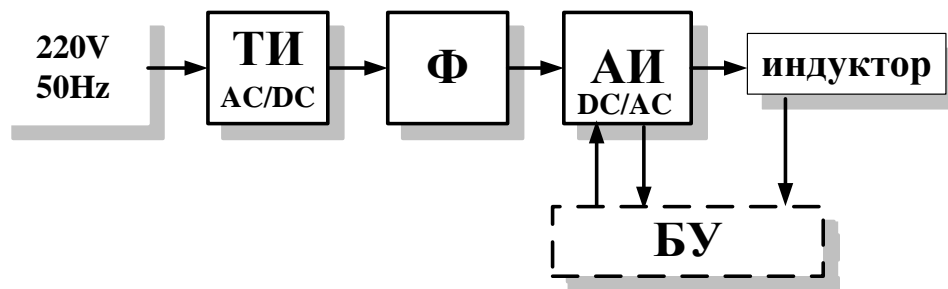 220V
50Hz
ТИ
AC/DC
Ф
АИ
DC/AC
индуктор
БУ